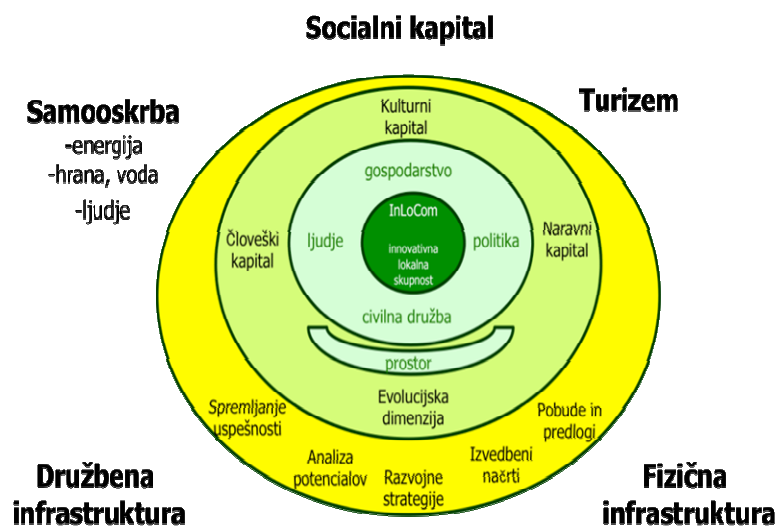 Socialni kapital
Samooskrba
-energija
-hrana, voda
-ljudje
Turizem
Kulturni
kapital
gospodarstvo
InLoCom
innovativna
lokalna
skupnost
Človeški
kapital
ljudje
politika
Naravni
kapital
civilna družba
prostor
Evolucijska
dimenzija
Spremljanje
uspešnosti
Analiza
potencialov
Razvojne
strategije
Izvedbeni
načrti
Pobude in
predlogi
Družbena
infrastruktura
Fizična
infrastruktura